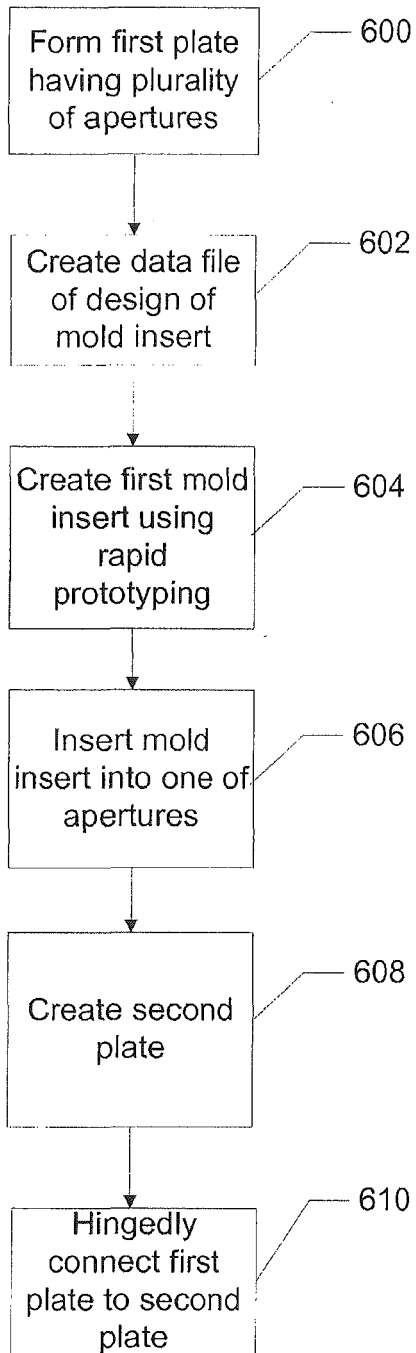 Form first plate
having plurality
of apertures
600
Create data file
of design of
mold insert
602
Create first mold
insert using
rapid
prototyping
604
Insert mold
insert into one of
apertures
606
Create second
plate
608
Hingedly
connect first
plate to second
plate
610